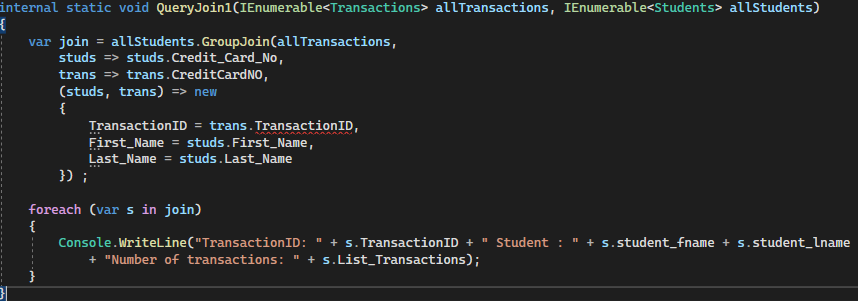 internal static void QueryJoin1(IEnumerable<Transactions> allTransactions, IEnumerable<Students> allStudents)
{
var join = allStudents.GroupJoin(allTransactions,
studs => studs.Credit_Card_No,
trans => trans.CreditCardNO,
(studs, trans) => new
{
TransactionID = trans.TransactionID,
First_Name = studs.First_Name,
Last_Name = studs.Last_Name
}) ;
foreach (var s in join)
{
Console.WriteLine("TransactionID: " + s.TransactionID + " Student : " + s.student_fname + s.student_lname
+ "Number of transactions: " + s.List_Transactions);
}
}